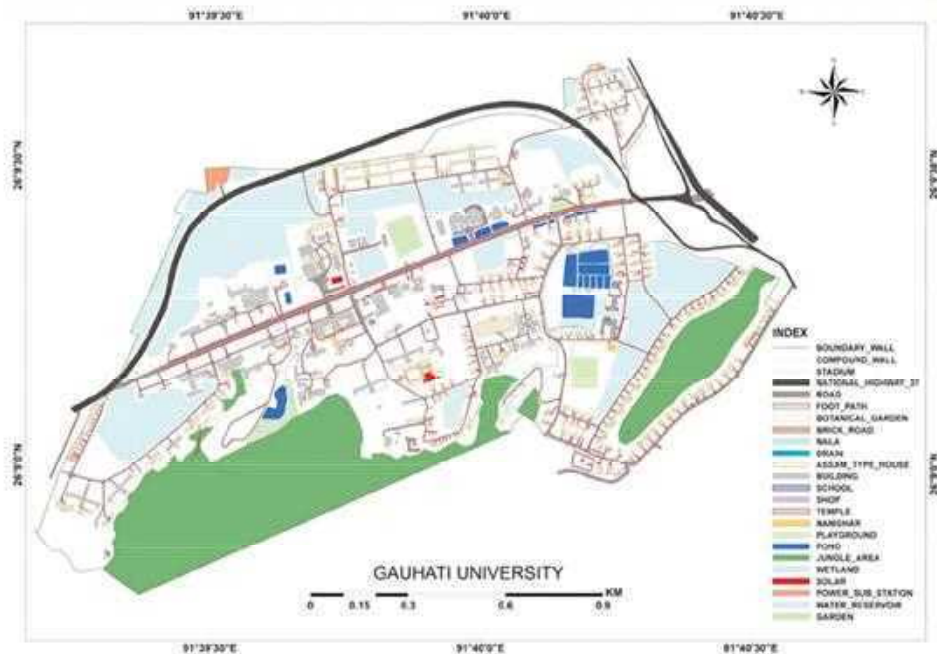 91°39'30"E 91°40'0"E 91°40'30"E
26°9'30"N 26°9'30"N
26°9'0"N 26°9'0"N
INDEX
BOUNDARY_WALL
COMPOUND_WALL
STADIUM
NATIONAL_HIGHWAY_37
ROAD
FOOT_PATH
BOTANICAL_GARDEN
BRICK_ROAD
NALA
DRAIN
ASSAM_TYPE_HOUSE
BUILDING
SCHOOL
SHOP
TEMPLE
NAMGHAR
PLAYGROUND
POND
JUNGLE_AREA
WETLAND
SOLAR
POWER_SUB_STATION
WATER_RESERVOIR
GARDEN
GAUHATI UNIVERSITY
KM
0 0.15 0.3 0.6 0.9
91°39'30"E 91°40'0"E 91°40'30"E